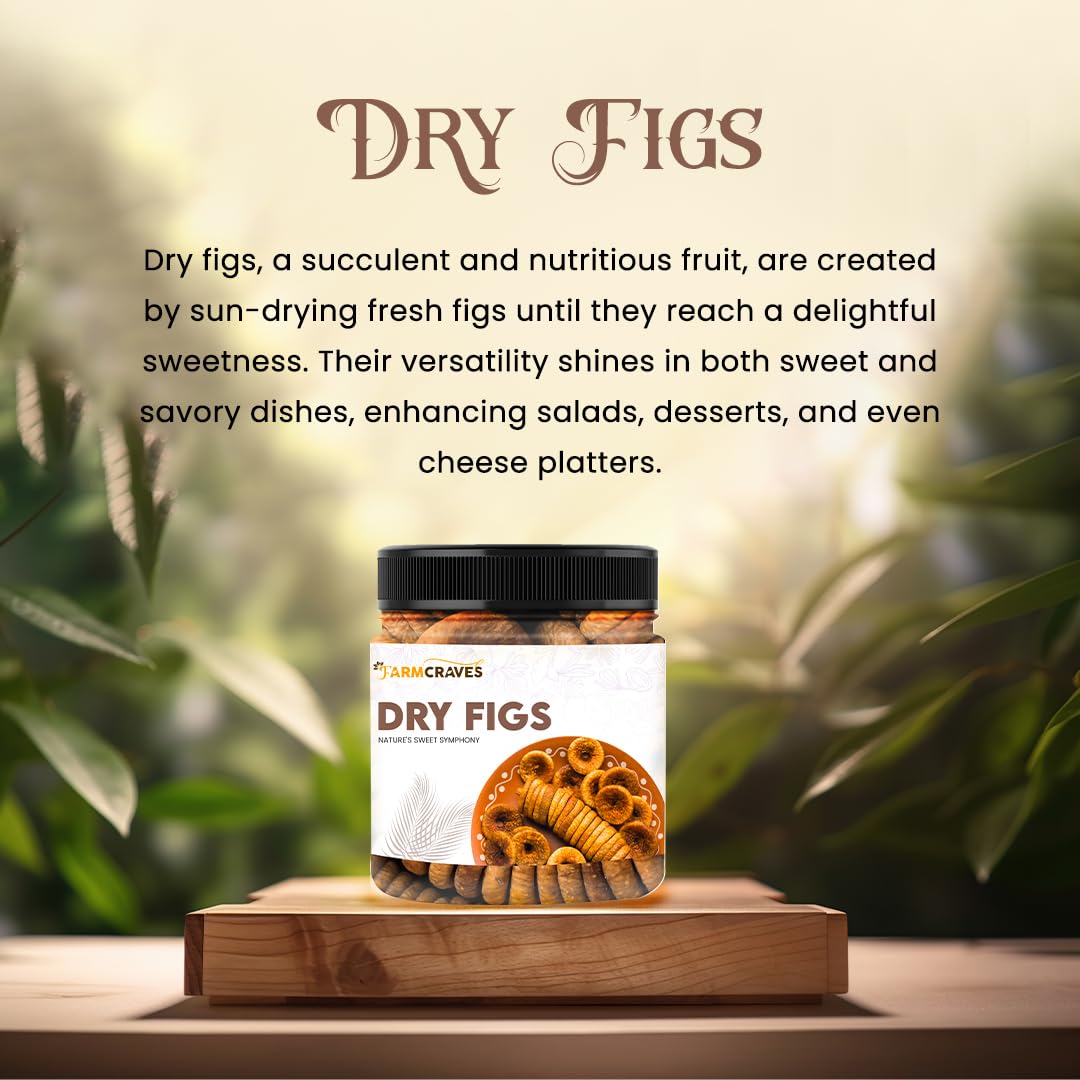 DRY FIGS
Dry figs, a succulent and nutritious fruit, are created
by sun-drying fresh figs until they reach a delightful
sweetness. Their versatility shines in both sweet and
savory dishes, enhancing salads, desserts, and even
cheese platters.
FARMCRAVES
DRY FIGS
NATURE'S SWEET SYMPHONY